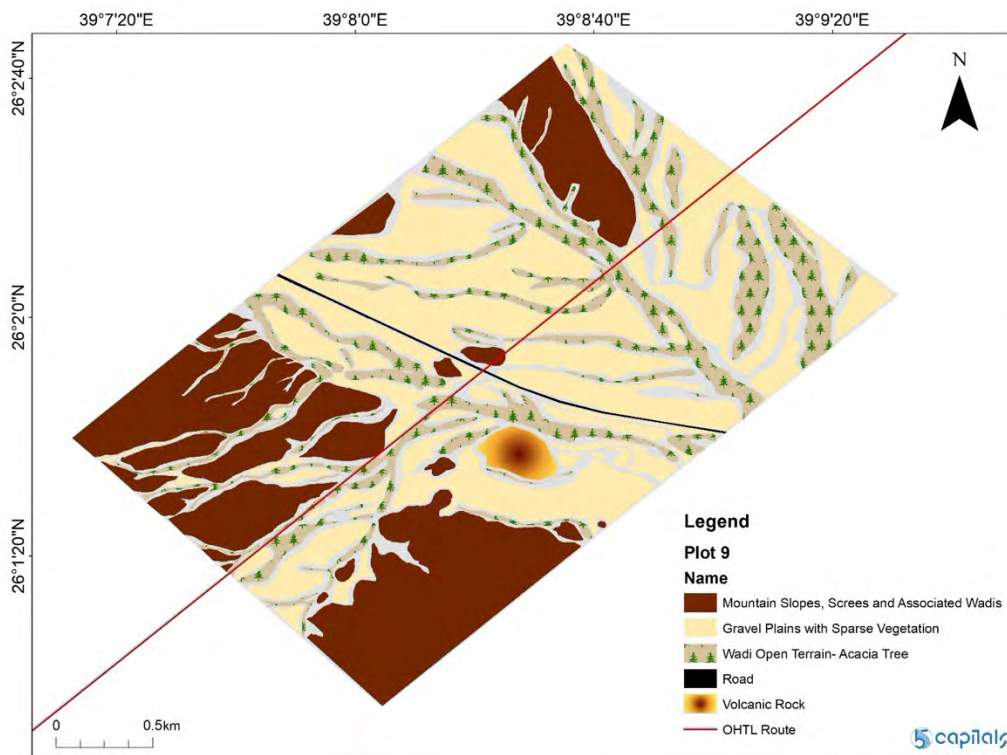 39°7'20"E
39°8'0"E
39°8'40"E
39°9'20"E
26°2'40"N
26°2'0"N
26°1'20"N
N
Legend
Plot 9
Name
Mountain Slopes, Screes and Associated Wadis
Gravel Plains with Sparse Vegetation
Wadi Open Terrain- Acacia Tree
Road
Volcanic Rock
OHTL Route
0
0.5km
5 capitals